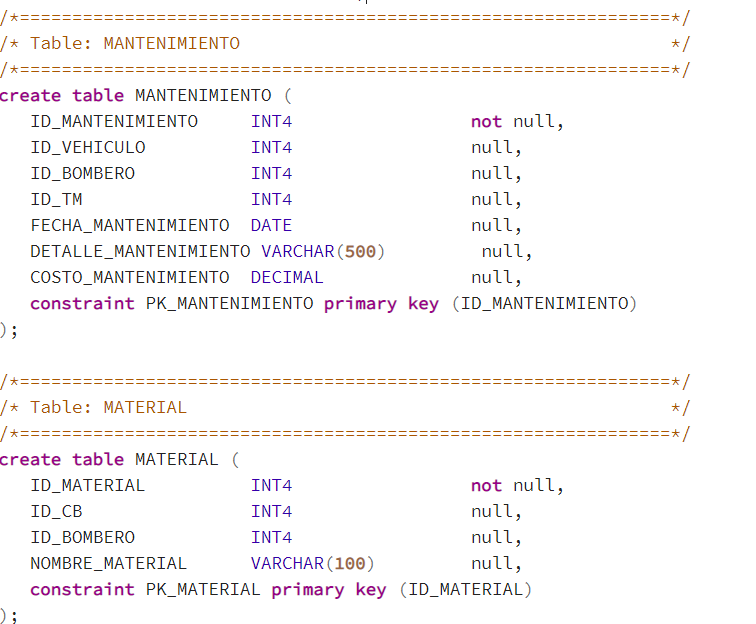 /*==============================================================*/
/* Table: MANTENIMIENTO                                         */
/*==============================================================*/
create table MANTENIMIENTO (
   ID_MANTENIMIENTO     INT4                 not null,
   ID_VEHICULO          INT4                 null,
   ID_BOMBERO           INT4                 null,
   ID_TM                INT4                 null,
   FECHA_MANTENIMIENTO  DATE                 null,
   DETALLE_MANTENIMIENTO VARCHAR(500)         null,
   COSTO_MANTENIMIENTO  DECIMAL              null,
   constraint PK_MANTENIMIENTO primary key (ID_MANTENIMIENTO)
);
/*==============================================================*/
/* Table: MATERIAL                                              */
/*==============================================================*/
create table MATERIAL (
   ID_MATERIAL          INT4                 not null,
   ID_CB                INT4                 null,
   ID_BOMBERO           INT4                 null,
   NOMBRE_MATERIAL      VARCHAR(100)         null,
   constraint PK_MATERIAL primary key (ID_MATERIAL)
);